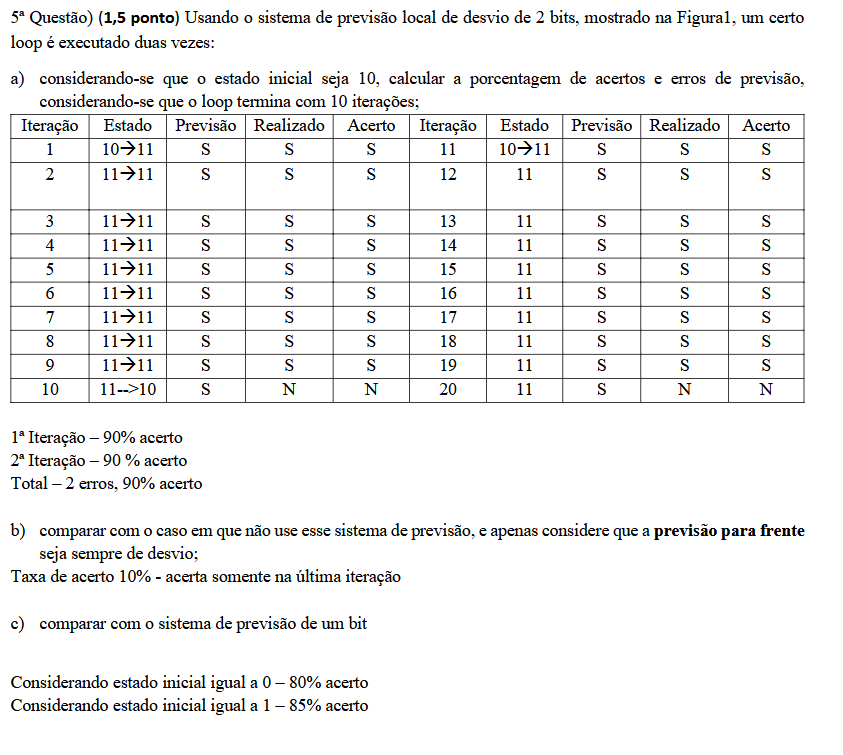 5ª Questão) (1,5 ponto) Usando o sistema de previsão local de desvio de 2 bits, mostrado na Figura1, um certo
loop é executado duas vezes:
a) considerando-se que o estado inicial seja 10, calcular a porcentagem de acertos e erros de previsão,
considerando-se que o loop termina com 10 iterações;
Iteração Estado Previsão Realizado Acerto Iteração Estado Previsão Realizado Acerto
1 10→11 S S S 11 10→11 S S S
2 11→11 S S S 12 11 S S S
3 11→11 S S S 13 11 S S S
4 11→11 S S S 14 11 S S S
5 11→11 S S S 15 11 S S S
6 11→11 S S S 16 11 S S S
7 11→11 S S S 17 11 S S S
8 11→11 S S S 18 11 S S S
9 11→11 S S S 19 11 S S S
10 11-->10 S N N 20 11 S N N
1ª Iteração – 90% acerto
2ª Iteração – 90 % acerto
Total – 2 erros, 90% acerto
b) comparar com o caso em que não use esse sistema de previsão, e apenas considere que a previsão para frente
seja sempre de desvio;
Taxa de acerto 10% - acerta somente na última iteração
c) comparar com o sistema de previsão de um bit
Considerando estado inicial igual a 0 – 80% acerto
Considerando estado inicial igual a 1 – 85% acerto